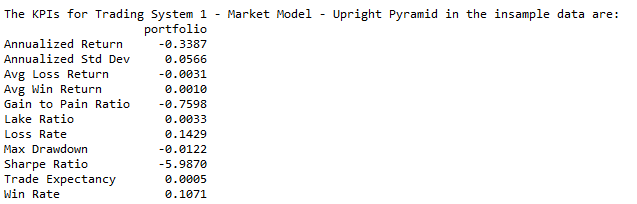 The KPIs for Trading System 1 - Market Model - Upright Pyramid in the insample data are:
portfolio
Annualized Return -0.3387
Annualized Std Dev 0.0566
Avg Loss Return -0.0031
Avg Win Return 0.0010
Gain to Pain Ratio -0.7598
Lake Ratio 0.0033
Loss Rate 0.1429
Max Drawdown -0.0122
Sharpe Ratio -5.9870
Trade Expectancy 0.0005
Win Rate 0.1071